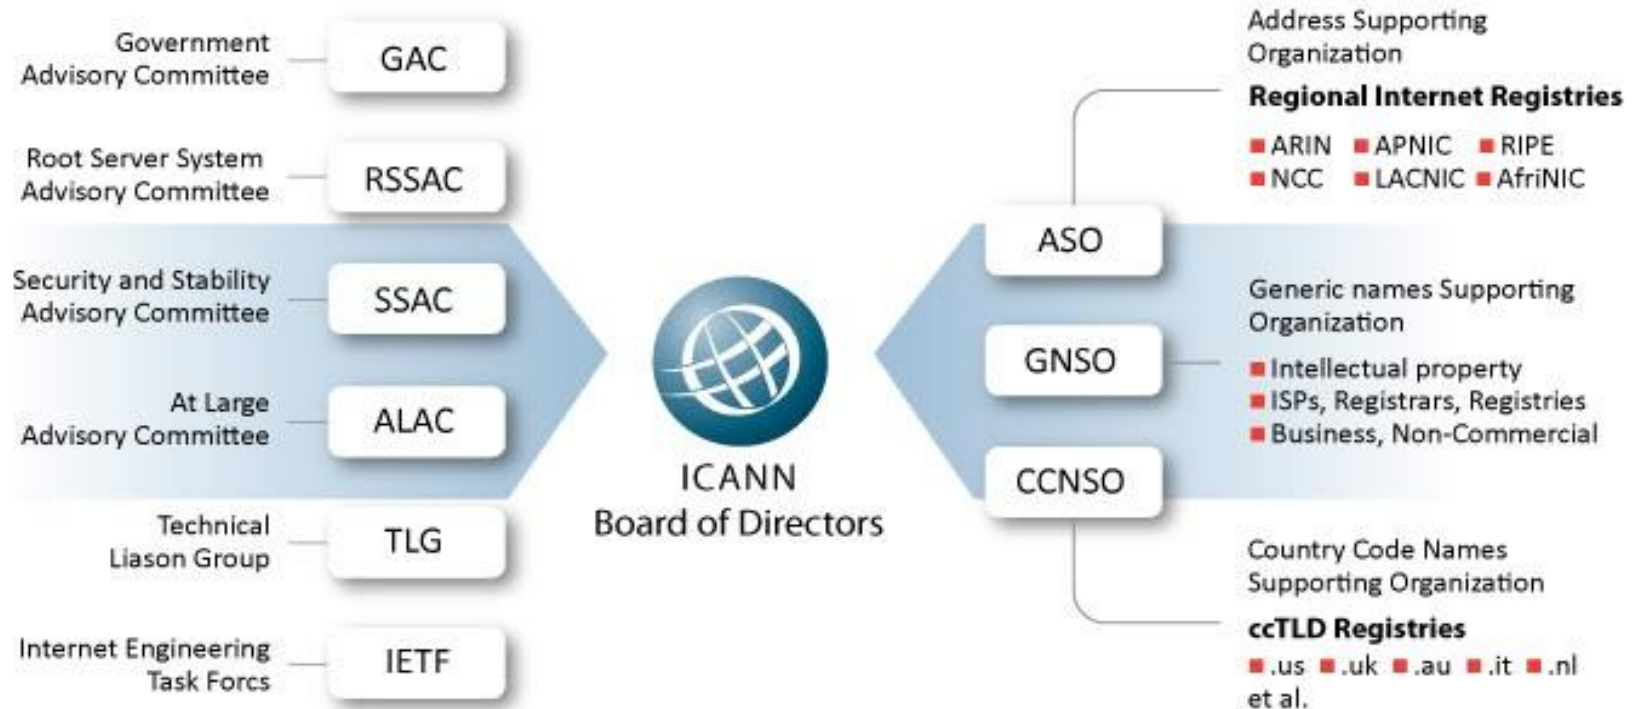 Government
Advisory Committee
GAC
Root Server System
Advisory Committee
RSSAC
Security and Stability
Advisory Committee
SSAC
At Large
Advisory Committee
ALAC
Technical
Liason Group
TLG
Internet Engineering
Task Forcs
IETF
ICANN
Board of Directors
ASO
Address Supporting
Organization
Regional Internet Registries
ARIN APNIC RIPE
NCC LACNIC AfriNIC
GNSO
Generic names Supporting
Organization
Intellectual property
ISPs, Registrars, Registries
Business, Non-Commercial
CCNSO
Country Code Names
Supporting Organization
ccTLD Registries
.us .uk .au .it .nl
et al.